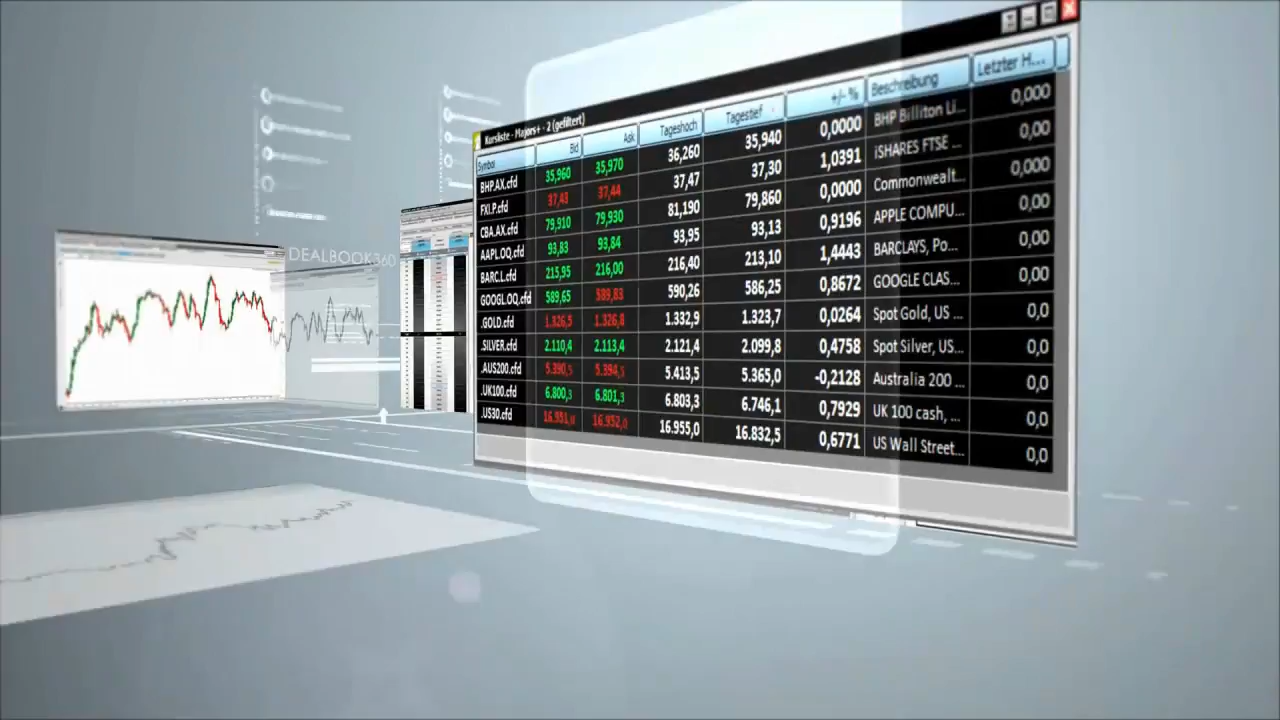 DEALBOOK360
Kursliste - Majors+ - 2 (gefiltert)
Symbol Bid Ask Tageshoch Tagestief +/- % Beschreibung Letzter H...
BHP.AX.cfd 35,960 35,970 36,260 35,940 0,0000 BHP Billiton Li... 0,000
FXI.P.cfd 37,43 37,44 37,47 37,30 1,0391 iSHARES FTSE ... 0,00
CBA.AX.cfd 79,910 79,930 81,190 79,860 0,0000 Commonwealt... 0,000
AAPL.OQ.cfd 93,83 93,84 93,95 93,13 0,9196 APPLE COMPU... 0,00
BARC.L.cfd 215,95 216,00 216,40 213,10 1,4443 BARCLAYS, Po... 0,00
GOOGL.OQ.cfd 589,65 589,83 590,26 586,25 0,8672 GOOGLE CLAS... 0,00
.GOLD.cfd 1.326,5 1.326,8 1.332,9 1.323,7 0,0264 Spot Gold, US ... 0,0
.SILVER.cfd 2.110,4 2.113,4 2.121,4 2.099,8 0,4758 Spot Silver, US... 0,0
.AUS200.cfd 5.390,5 5.394,5 5.413,5 5.365,0 -0,2128 Australia 200 ... 0,0
.UK100.cfd 6.800,3 6.801,3 6.803,3 6.746,1 0,7929 UK 100 cash, ... 0,0
.US30.cfd 16.951,0 16.952,0 16.955,0 16.832,5 0,6771 US Wall Street... 0,0